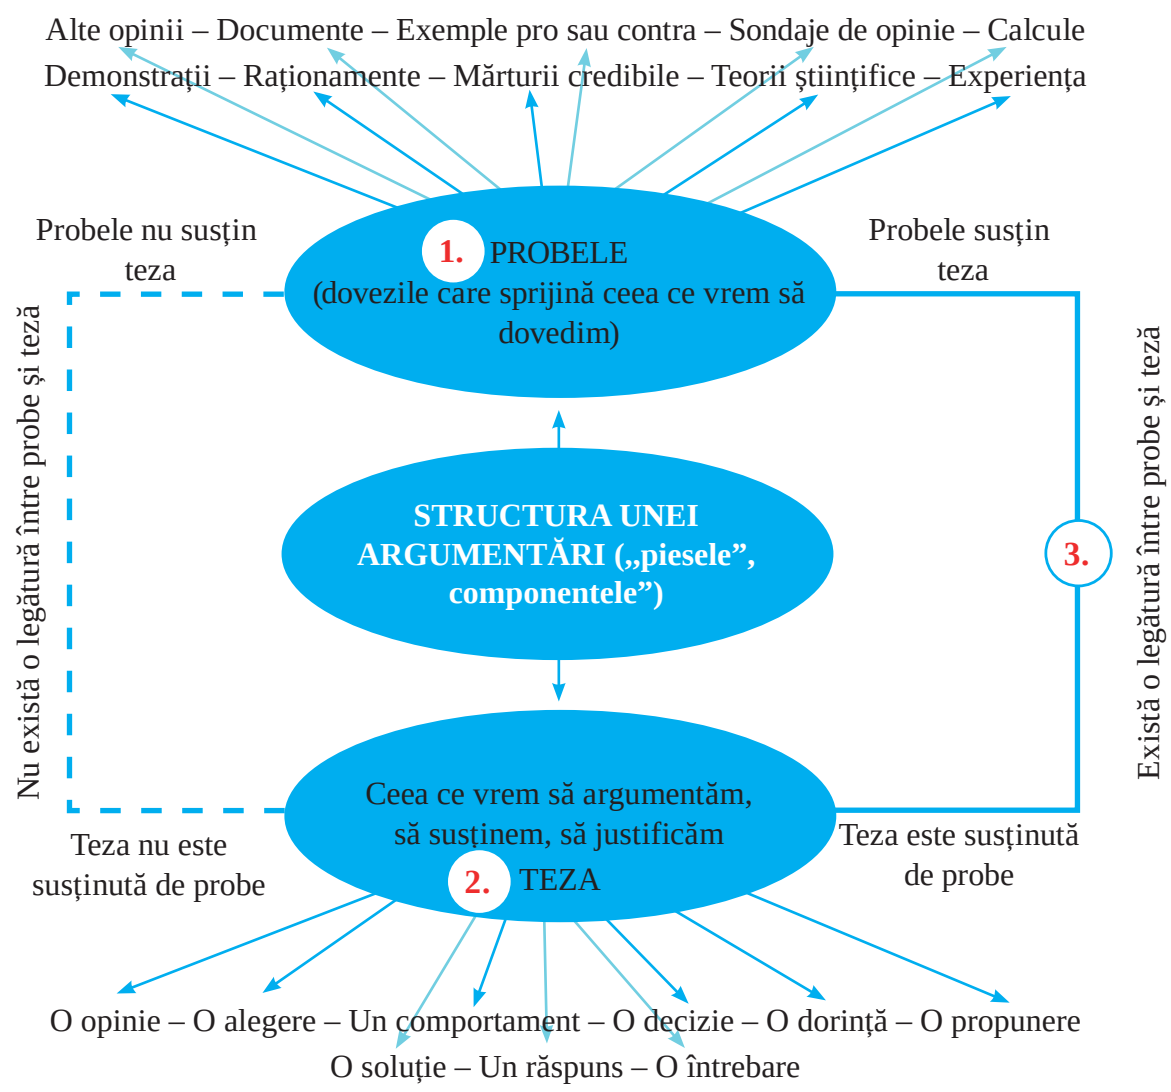 Alte opinii – Documente – Exemple pro sau contra – Sondaje de opinie – Calcule
Demonstrații – Raționamente – Mărturii credibile – Teorii științifice – Experiența
Probele nu susțin
teza
1. PROBELE
(dovezile care sprijină ceea ce vrem să
dovedim)
Probele susțin
teza
Nu există o legătură între probe și teză
STRUCTURA UNEI
ARGUMENTĂRI („piesele”,
componentele”)
3.
Există o legătură între probe și teză
Ceea ce vrem să argumentăm,
să susținem, să justificăm
2. TEZA
Teza nu este
susținută de probe
Teza este susținută
de probe
O opinie – O alegere – Un comportament – O decizie – O dorință – O propunere
O soluție – Un răspuns – O întrebare